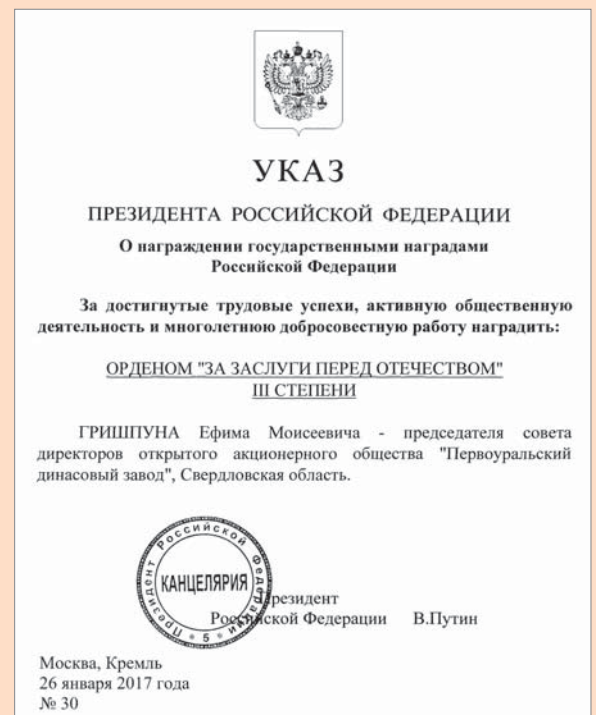 УКАЗ
ПРЕЗИДЕНТА РОССИЙСКОЙ ФЕДЕРАЦИИ
О награждении государственными наградами
Российской Федерации
За достигнутые трудовые успехи, активную общественную
деятельность и многолетнюю добросовестную работу наградить:
ОРДЕНОМ "ЗА ЗАСЛУГИ ПЕРЕД ОТЕЧЕСТВОМ"
III СТЕПЕНИ
ГРИШПУНА Ефима Моисеевича - председателя совета
директоров открытого акционерного общества "Первоуральский
динасовый завод", Свердловская область.
Президент Российской Федерации
КАНЦЕЛЯРИЯ
* 5 *
Президент
Российской Федерации В.Путин
Москва, Кремль
26 января 2017 года
№ 30